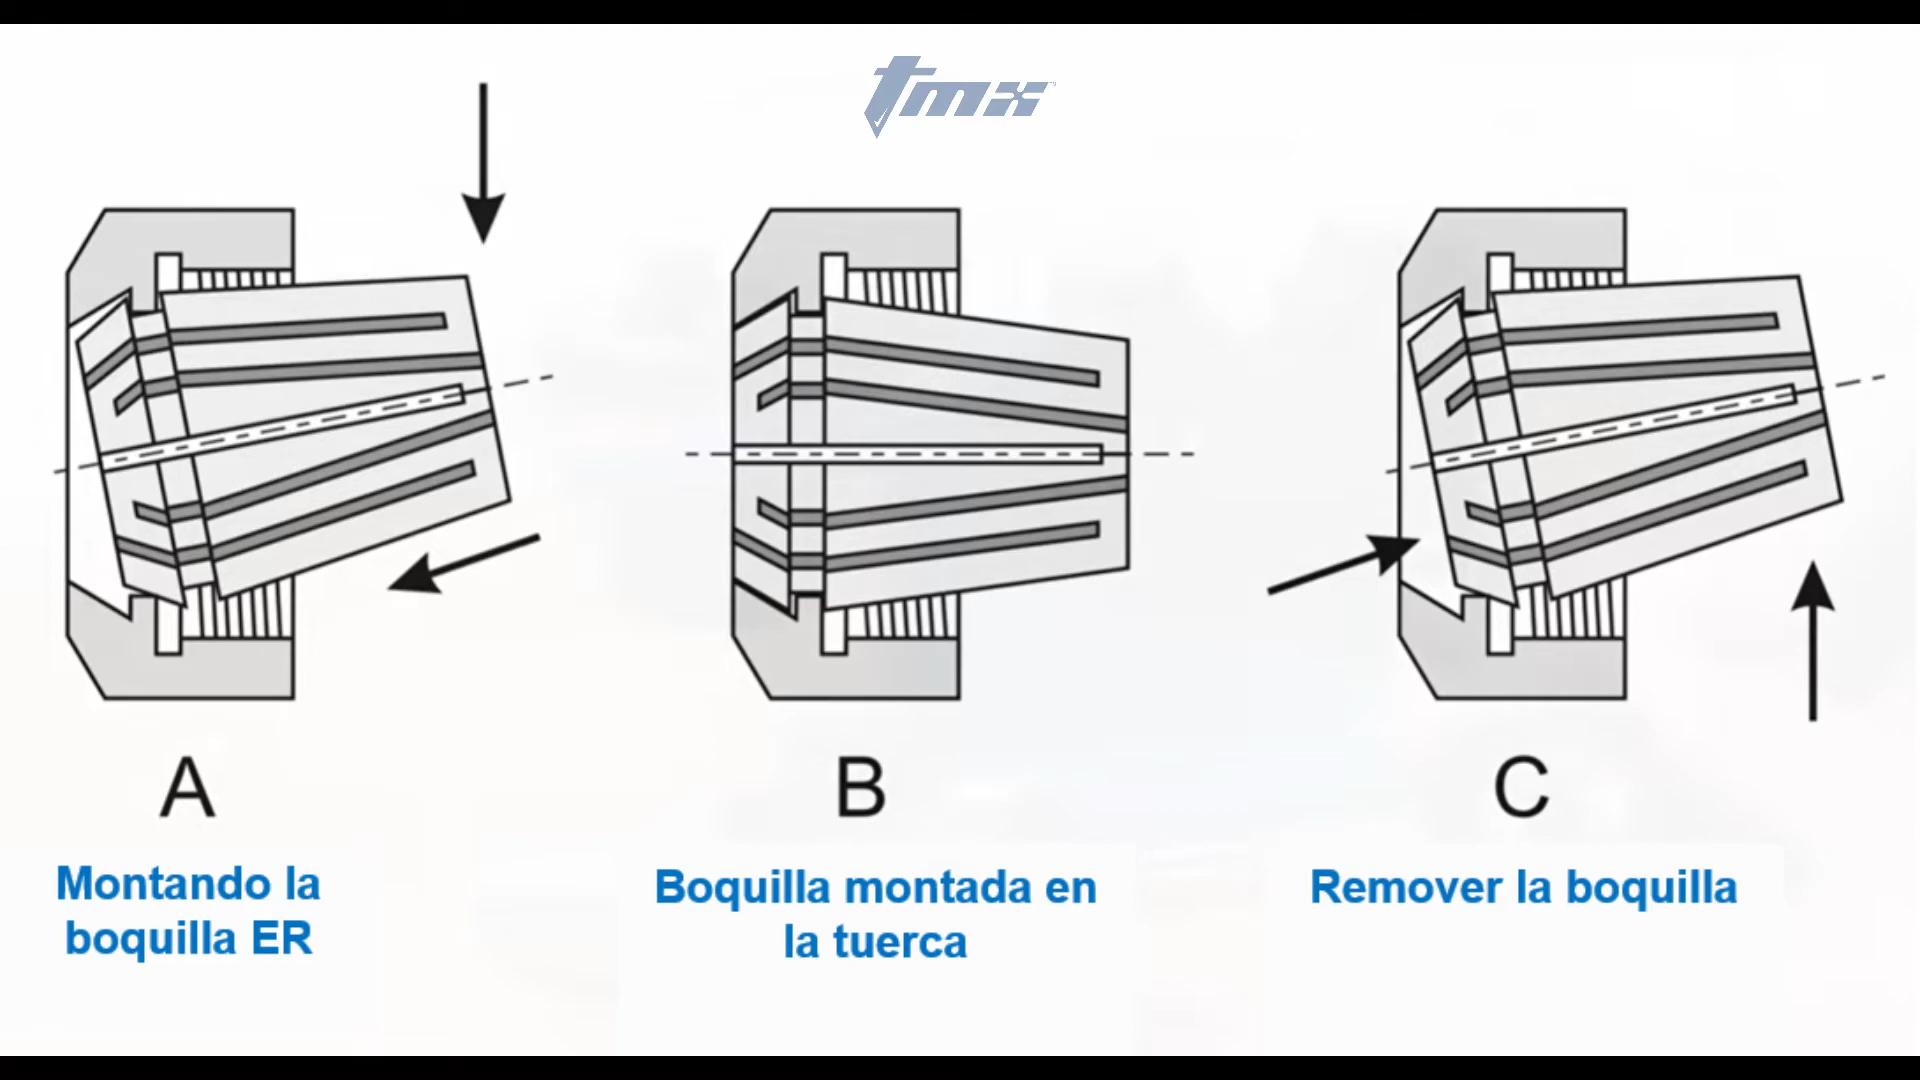 tmx
A
B
C
Montando la
boquilla ER
Boquilla montada en
la tuerca
Remover la boquilla